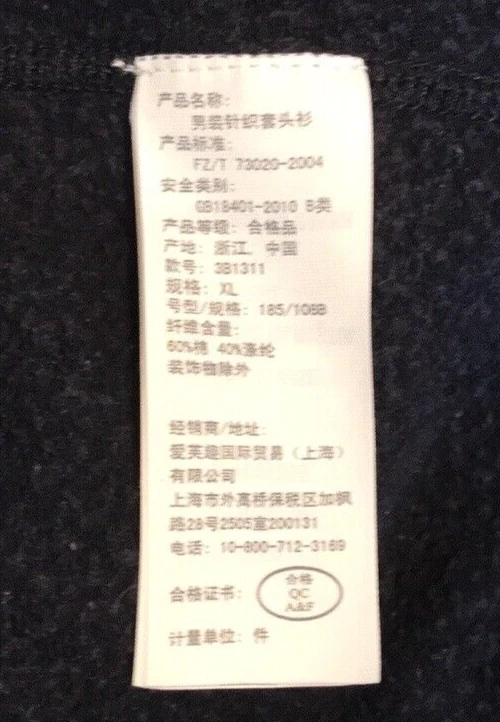 产品名称:
男装针织套头衫
产品标准:
FZ/T 73020-2004
安全类别:
GB18401-2010 B类
产品等级: 合格品
产地: 浙江, 中国
款号: 3B1311
规格: XL
号型/规格: 185/108B
纤维含量:
60%棉 40%涤纶
装饰物除外
经销商/地址:
爱芙趣国际贸易（上海）
有限公司
上海市外高桥保税区加枫
路28号2505室200131
电话: 10-800-712-3189
合格证书:
合格
QC
A&F
计量单位: 件